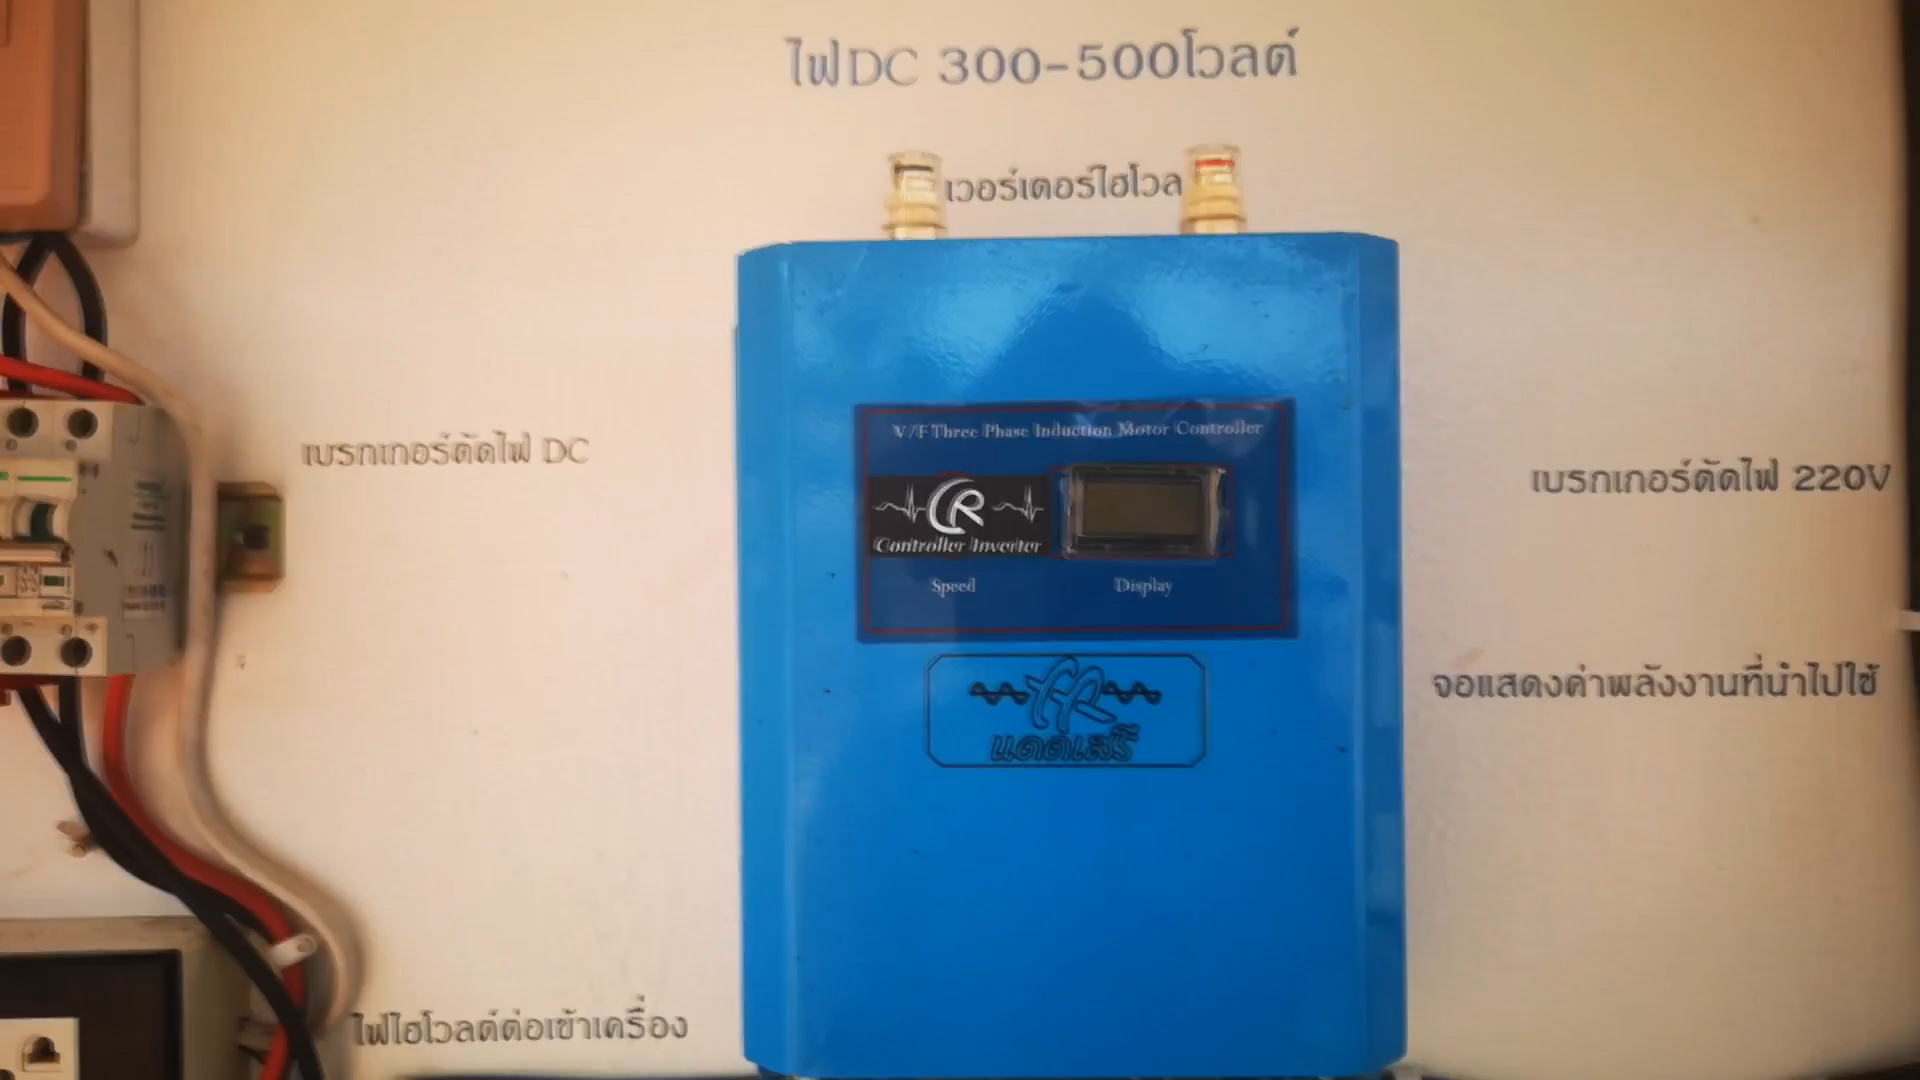 ไฟDC 300-500โวลต์
เวอร์เตอร์ไฮโวล
V/F Three Phase Induction Motor Controller
เบรกเกอร์ตัดไฟ DC
เบรกเกอร์ตัดไฟ 220V
CR
Controller Inverter
Speed
Display
จอแสดงค่าพลังงานที่นำไปใช้
แดดเสรี
ไฟไฮโวลต์ต่อเข้าเครื่อง